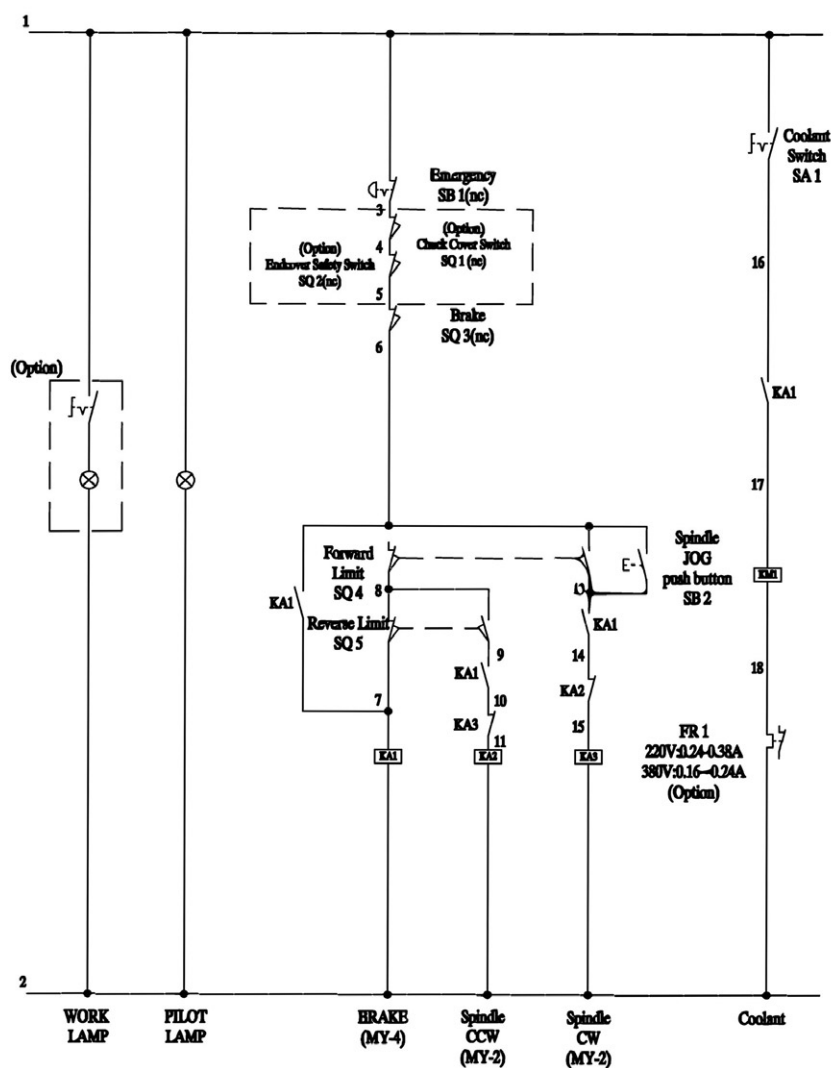 1
Coolant
Switch
SA 1
Emergency
SB 1(nc)
3
(Option)
Chuck Cover Switch
SQ 1 (nc)
4
(Option)
Endcover Safety Switch
SQ 2(nc)
16
5
Brake
SQ 3(nc)
6
(Option)
KA1
17
Spindle
JOG
push button
SB 2
Forward
Limit
SQ 4
8
13
KM1
KA1
Reverse Limit
SQ 5
KA1
9
14
18
KA1
10
KA2
7
KA3
11
15
FR 1
220V:0.24-0.38A
380V:0.16--0.24A
(Option)
KA1
KA2
KA3
2
WORK
LAMP
PILOT
LAMP
BRAKE
(MY-4)
Spindle
CCW
(MY-2)
Spindle
CW
(MY-2)
Coolant